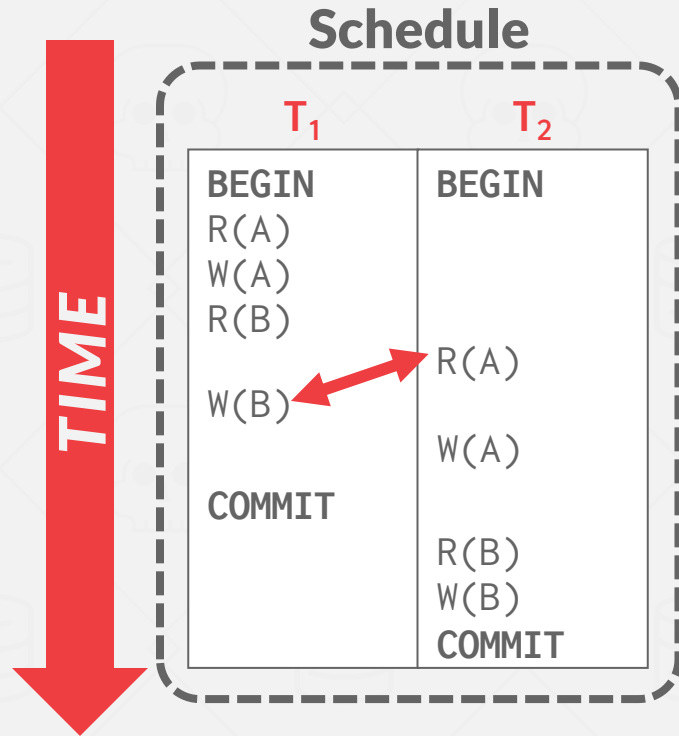 Schedule
TIME
T₁ T₂
BEGIN BEGIN
R(A)
W(A)
R(B)
R(A)
W(B)
W(A)
COMMIT
R(B)
W(B)
COMMIT